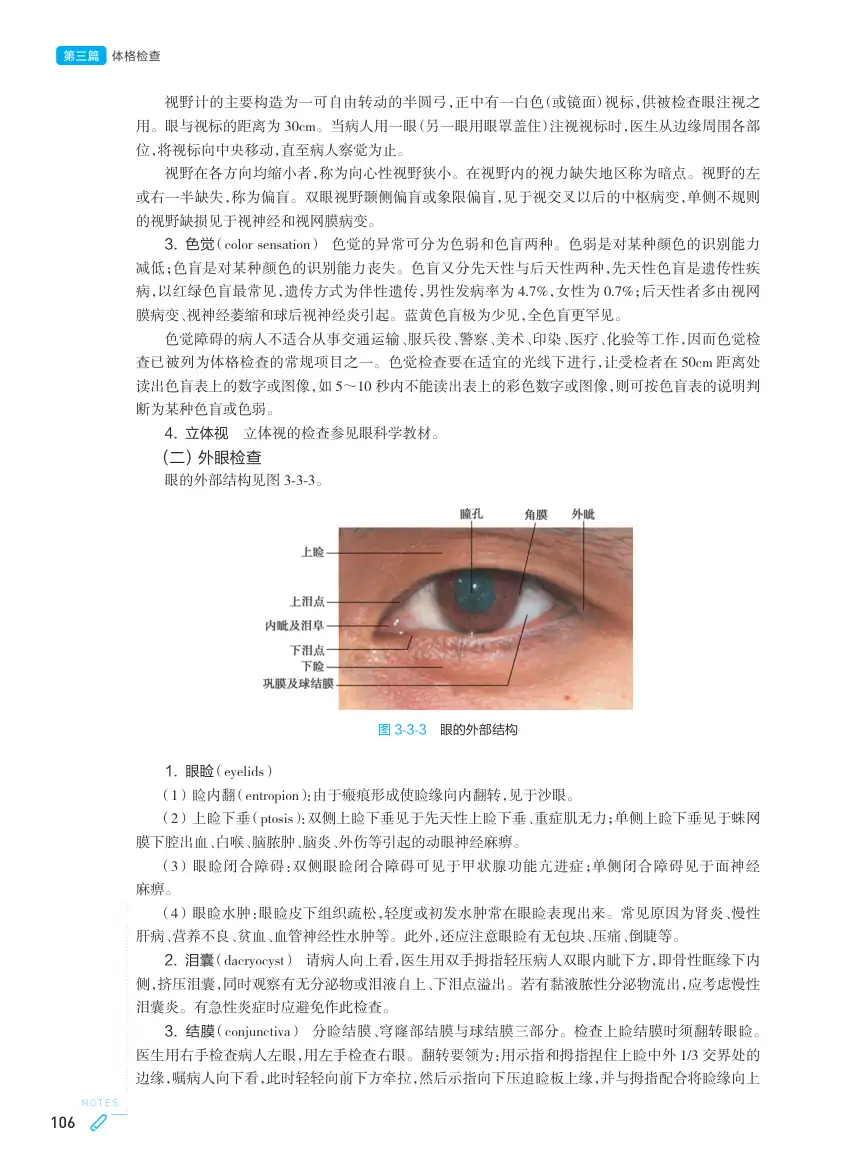 第三篇 体格检查
视野计的主要构造为一可自由转动的半圆弓,正中有一白色(或镜面)视标,供被检查眼注视之
用。眼与视标的距离为 30cm。当病人用一眼(另一眼用眼罩盖住)注视视标时,医生从边缘周围各部
位,将视标向中央移动,直至病人察觉为止。
视野在各方向均缩小者,称为向心性视野狭小。在视野内的视力缺失地区称为暗点。视野的左
或右一半缺失,称为偏盲。双眼视野颞侧偏盲或象限偏盲,见于视交叉以后的中枢病变,单侧不规则
的视野缺损见于视神经和视网膜病变。
3. 色觉(color sensation) 色觉的异常可分为色弱和色盲两种。色弱是对某种颜色的识别能力
减低;色盲是对某种颜色的识别能力丧失。色盲又分先天性与后天性两种,先天性色盲是遗传性疾
病,以红绿色盲最常见,遗传方式为伴性遗传,男性发病率为 4.7%,女性为 0.7%;后天性者多由视网
膜病变、视神经萎缩和球后视神经炎引起。蓝黄色盲极为少见,全色盲更罕见。
色觉障碍的病人不适合从事交通运输、服兵役、警察、美术、印染、医疗、化验等工作,因而色觉检
查已被列为体格检查的常规项目之一。色觉检查要在适宜的光线下进行,让受检者在 50cm 距离处
读出色盲表上的数字或图像,如 5～10 秒内不能读出表上的彩色数字或图像,则可按色盲表的说明判
断为某种色盲或色弱。
4. 立体视 立体视的检查参见眼科学教材。
(二)外眼检查
眼的外部结构见图 3-3-3。
瞳孔 角膜 外眦
上睑
上泪点
内眦及泪阜
下泪点
下睑
巩膜及球结膜
图 3-3-3 眼的外部结构
1. 眼睑(eyelids)
(1)睑内翻(entropion):由于瘢痕形成使睑缘向内翻转,见于沙眼。
(2)上睑下垂(ptosis):双侧上睑下垂见于先天性上睑下垂、重症肌无力;单侧上睑下垂见于蛛网
膜下腔出血、白喉、脑脓肿、脑炎、外伤等引起的动眼神经麻痹。
(3)眼睑闭合障碍:双侧眼睑闭合障碍可见于甲状腺功能亢进症;单侧闭合障碍见于面神经
麻痹。
(4)眼睑水肿:眼睑皮下组织疏松,轻度或初发水肿常在眼睑表现出来。常见原因为肾炎、慢性
肝病、营养不良、贫血、血管神经性水肿等。此外,还应注意眼睑有无包块、压痛、倒睫等。
2. 泪囊(dacryocyst) 请病人向上看,医生用双手拇指轻压病人双眼内眦下方,即骨性眶缘下内
侧,挤压泪囊,同时观察有无分泌物或泪液自上、下泪点溢出。若有黏液脓性分泌物流出,应考虑慢性
泪囊炎。有急性炎症时应避免作此检查。
3. 结膜(conjunctiva) 分睑结膜、穹窿部结膜与球结膜三部分。检查上睑结膜时须翻转眼睑。
医生用右手检查病人左眼,用左手检查右眼。翻转要领为:用示指和拇指捏住上睑中外 1/3 交界处的
边缘,嘱病人向下看,此时轻轻向前下方牵拉,然后示指向下压迫睑板上缘,并与拇指配合将睑缘向上
NOTES
106